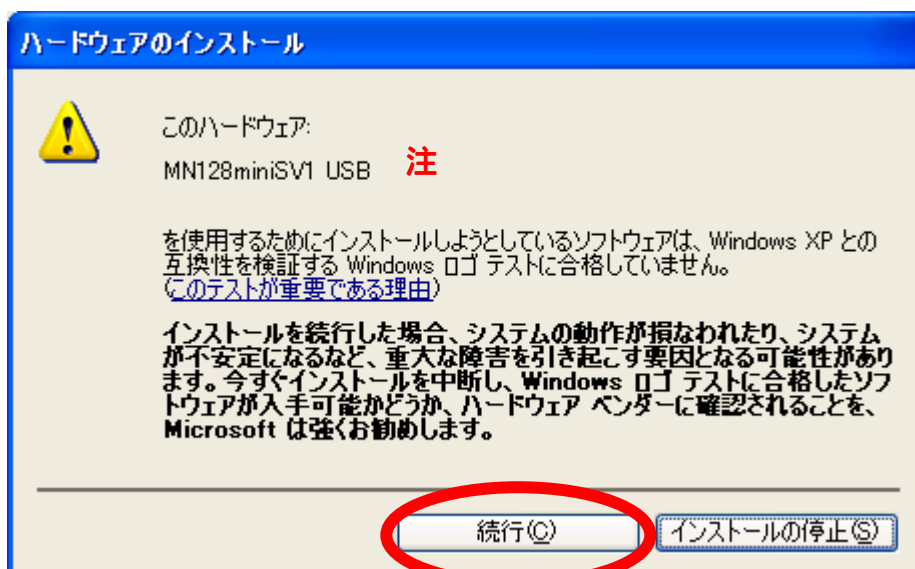 ハードウェアのインストール
このハードウェア:
MN128miniSV1 USB 注
を使用するためにインストールしようとしているソフトウェアは、Windows XP との
互換性を検証する Windows ロゴ テストに合格していません。
(このテストが重要である理由)
インストールを続行した場合、システムの動作が損なわれたり、システム
が不安定になるなど、重大な障害を引き起こす要因となる可能性があり
ます。今すぐインストールを中断し、Windows ロゴ テストに合格したソフ
トウェアが入手可能かどうか、ハードウェア ベンダーに確認されることを、
Microsoft は強くお勧めします。
続行(C) インストールの停止(S)